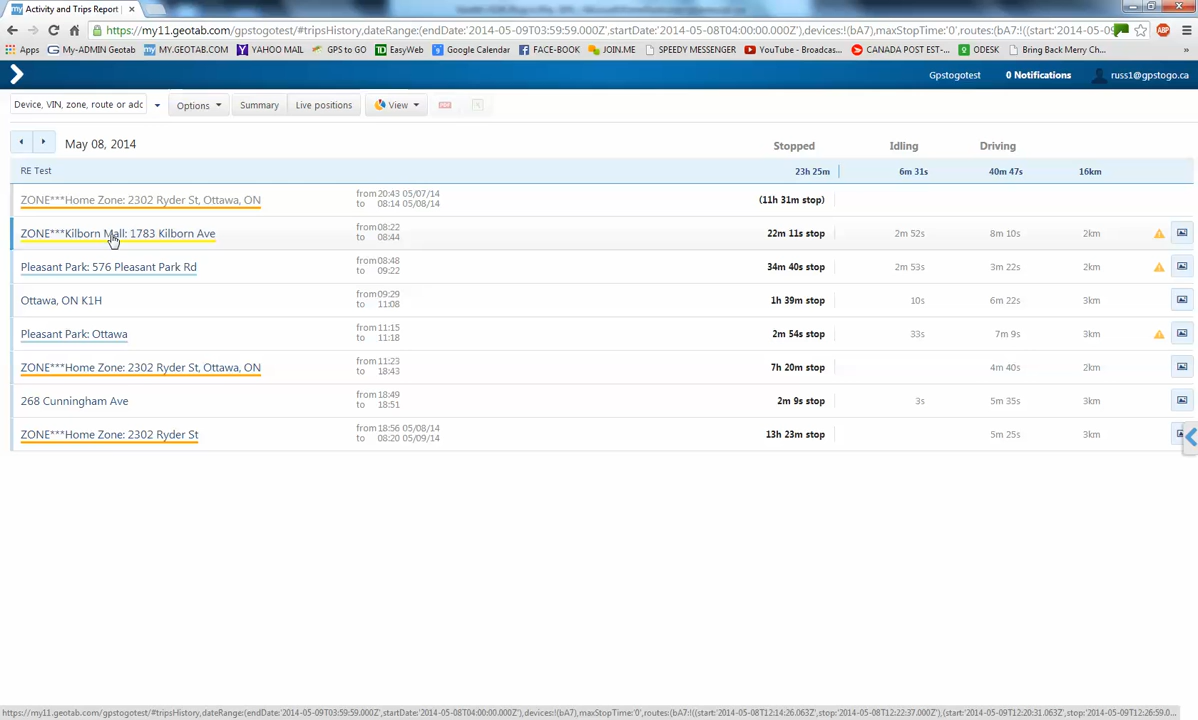 Activity and Trips Report
https://my11.geotab.com/gpstogotest/#tripsHistory,dateRange:(endDate:'2014-05-09T03:59:59.000Z',startDate:'2014-05-08T04:00:00.000Z'),devices:!(bA7),maxStopTime:'0',routes:(bA7:!((start:'2014-05-09
Apps My-ADMIN Geotab MY.GEOTAB.COM YAHOO MAIL GPS to GO EasyWeb Google Calendar FACE-BOOK JOIN.ME SPEEDY MESSENGER YouTube - Broadcas... CANADA POST EST-... ODESK Bring Back Merry Ch... »
Gpstogotest 0 Notifications russ1@gpstogo.ca
Device, VIN, zone, route or adc Options Summary Live positions View
May 08, 2014 Stopped Idling Driving
RE Test 23h 25m 6m 31s 40m 47s 16km
ZONE***Home Zone: 2302 Ryder St, Ottawa, ON from 20:43 05/07/14 (11h 31m stop)
to 08:14 05/08/14
ZONE***Kilborn Mall: 1783 Kilborn Ave from 08:22 22m 11s stop 2m 52s 8m 10s 2km
to 08:44
Pleasant Park: 576 Pleasant Park Rd from 08:48 34m 40s stop 2m 53s 3m 22s 2km
to 09:22
Ottawa, ON K1H from 09:29 1h 39m stop 10s 6m 22s 3km
to 11:08
Pleasant Park: Ottawa from 11:15 2m 54s stop 33s 7m 9s 3km
to 11:18
ZONE***Home Zone: 2302 Ryder St, Ottawa, ON from 11:23 7h 20m stop 4m 40s 2km
to 18:43
268 Cunningham Ave from 18:49 2m 9s stop 3s 5m 35s 3km
to 18:51
ZONE***Home Zone: 2302 Ryder St from 18:56 05/08/14 13h 23m stop 5m 25s 3km
to 08:20 05/09/14
https://my11.geotab.com/gpstogotest/#tripsHistory,dateRange:(endDate:'2014-05-09T03:59:59.000Z',startDate:'2014-05-08T04:00:00.000Z'),devices:!(bA7),maxStopTime:'0',routes:(bA7:!((start:'2014-05-08T12:14:26.063Z',stop:'2014-05-08T12:22:37.000Z'),(start:'2014-05-09T12:20:31.063Z',stop:'2014-05-09T12:26:59.0...